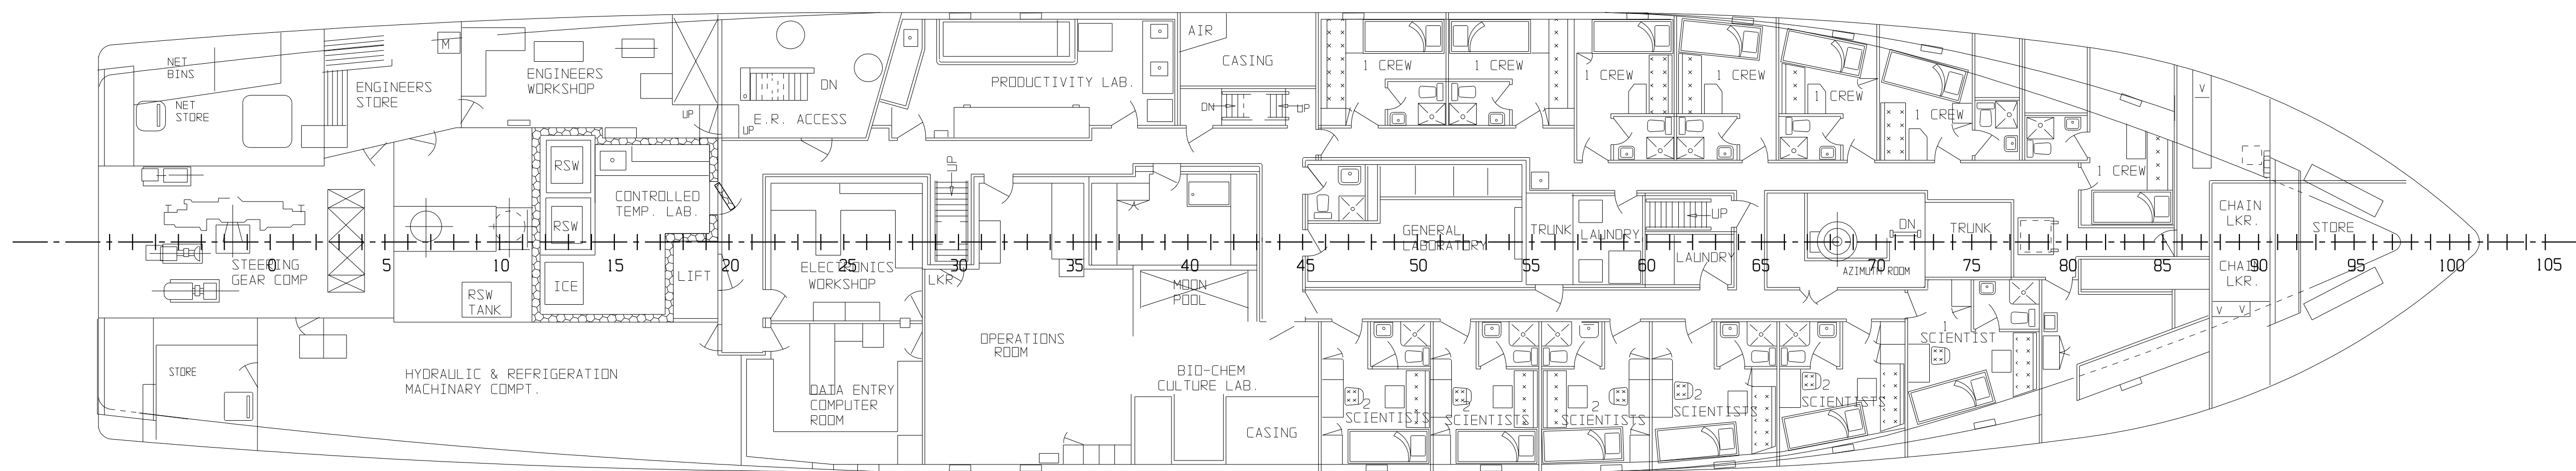 NET
BINS
NET
STORE
ENGINEERS
STORE
M
ENGINEERS
WORKSHOP
UP
UP
DN
E.R. ACCESS
PRODUCTIVITY LAB.
AIR
CASING
DN
UP
1 CREW
1 CREW
1 CREW
1 CREW
1 CREW
1 CREW
1 CREW
V
RSW
RSW
ICE
CONTROLLED
TEMP. LAB.
LIFT
UP
LKR
ELECTRONICS
WORKSHOP
MOON
POOL
GENERAL
LABORATORY
TRUNK
LAUNDRY
UP
LAUNDRY
DN
AZIMUTH ROOM
TRUNK
CHAIN
LKR.
CHAIN
LKR.
STORE
V V
0 5 10 15 20 25 30 35 40 45 50 55 60 65 70 75 80 85 90 95 100 105
STEERING
GEAR COMP
RSW
TANK
STORE
HYDRAULIC & REFRIGERATION
MACHINARY COMPT.
DATA ENTRY
COMPUTER
ROOM
OPERATIONS
ROOM
BIO-CHEM
CULTURE LAB.
CASING
2
SCIENTISTS
2
SCIENTISTS
2
SCIENTISTS
2
SCIENTISTS
2
SCIENTISTS
1
SCIENTIST